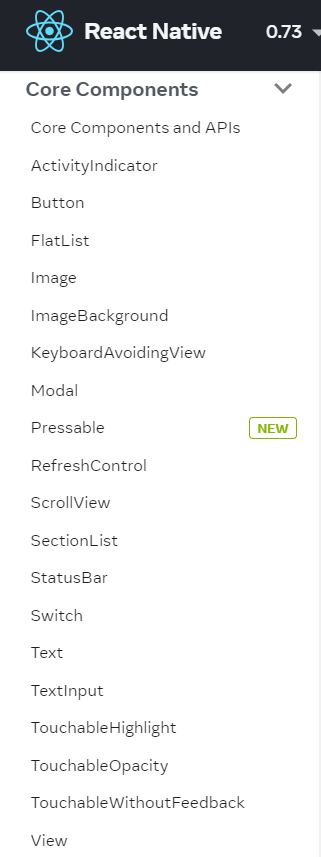 React Native 0.73
Core Components
Core Components and APIs
ActivityIndicator
Button
FlatList
Image
ImageBackground
KeyboardAvoidingView
Modal
Pressable NEW
RefreshControl
ScrollView
SectionList
StatusBar
Switch
Text
TextInput
TouchableHighlight
TouchableOpacity
TouchableWithoutFeedback
View